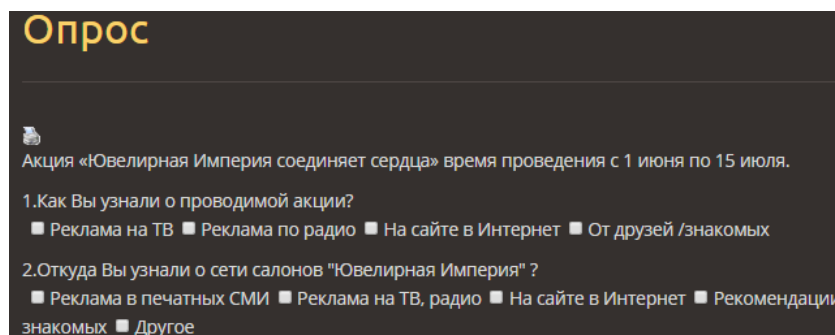 Опрос
Акция «Ювелирная Империя соединяет сердца» время проведения с 1 июня по 15 июля.
1.Как Вы узнали о проводимой акции?
Реклама на ТВ Реклама по радио На сайте в Интернет От друзей /знакомых
2.Откуда Вы узнали о сети салонов "Ювелирная Империя" ?
Реклама в печатных СМИ Реклама на ТВ, радио На сайте в Интернет Рекомендации
знакомых Другое